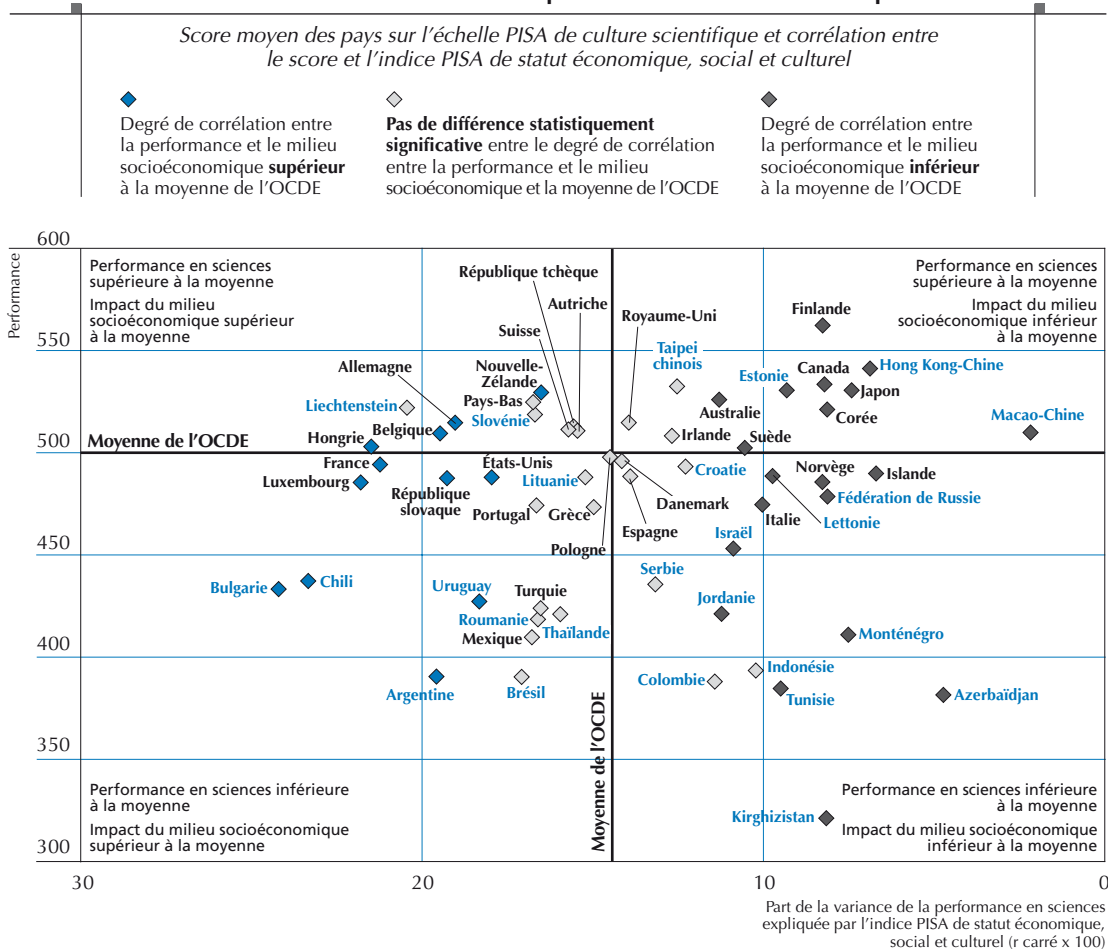 Score moyen des pays sur l'échelle PISA de culture scientifique et corrélation entre
le score et l'indice PISA de statut économique, social et culturel
Degré de corrélation entre
la performance et le milieu
socioéconomique supérieur
à la moyenne de l'OCDE
Pas de différence statistiquement
significative entre le degré de corrélation
entre la performance et le milieu
socioéconomique et la moyenne de l'OCDE
Degré de corrélation entre
la performance et le milieu
socioéconomique inférieur
à la moyenne de l'OCDE
Performance
600
550
500
450
400
350
300
Performance en sciences
supérieure à la moyenne
Impact du milieu
socioéconomique supérieur
à la moyenne
Performance en sciences
supérieure à la moyenne
Impact du milieu
socioéconomique inférieur
à la moyenne
République tchèque
Autriche
Suisse
Royaume-Uni
Finlande
Allemagne
Nouvelle-
Zélande
Taipei
chinois
Estonie
Canada
Hong Kong-Chine
Liechtenstein
Pays-Bas
Slovénie
Australie
Japon
Corée
Macao-Chine
Belgique
Hongrie
Irlande
Suède
Moyenne de l'OCDE
France
Luxembourg
République
slovaque
États-Unis
Lituanie
Croatie
Norvège
Islande
Fédération de Russie
Portugal
Grèce
Danemark
Espagne
Pologne
Italie
Lettonie
Israël
Bulgarie
Chili
Uruguay
Turquie
Roumanie
Thaïlande
Mexique
Serbie
Jordanie
Monténégro
Argentine
Brésil
Colombie
Indonésie
Tunisie
Azerbaïdjan
Moyenne de l'OCDE
Kirghizistan
Performance en sciences inférieure
à la moyenne
Impact du milieu socioéconomique
supérieur à la moyenne
Performance en sciences inférieure
à la moyenne
Impact du milieu socioéconomique
inférieur à la moyenne
30
20
10
0
Part de la variance de la performance en sciences
expliquée par l'indice PISA de statut économique,
social et culturel (r carré x 100)